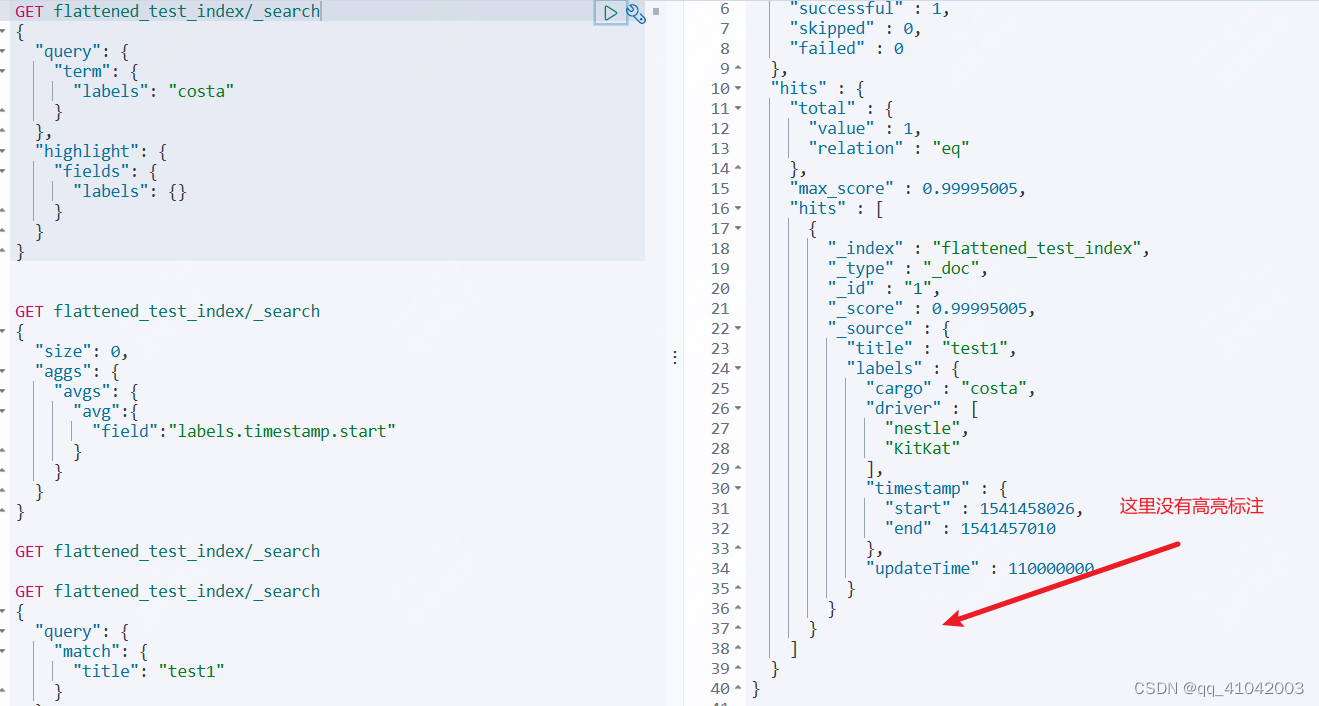 GET flattened_test_index/_search
{
  "query": {
    "term": {
      "labels": "costa"
    }
  },
  "highlight": {
    "fields": {
      "labels": {}
    }
  }
}
GET flattened_test_index/_search
{
  "size": 0,
  "aggs": {
    "avgs": {
      "avg":{
        "field":"labels.timestamp.start"
      }
    }
  }
}
GET flattened_test_index/_search
GET flattened_test_index/_search
{
  "query": {
    "match": {
      "title": "test1"
    }
6 "successful" : 1,
7 "skipped" : 0,
8 "failed" : 0
9 },
10 "hits" : {
11 "total" : {
12 "value" : 1,
13 "relation" : "eq"
14 },
15 "max_score" : 0.99995005,
16 "hits" : [
17 {
18 "_index" : "flattened_test_index",
19 "_type" : "_doc",
20 "_id" : "1",
21 "_score" : 0.99995005,
22 "_source" : {
23 "title" : "test1",
24 "labels" : {
25 "cargo" : "costa",
26 "driver" : [
27 "nestle",
28 "KitKat"
29 ],
30 "timestamp" : {
31 "start" : 1541458026,
32 "end" : 1541457010
33 },
34 "updateTime" : 110000000
35 }
36 }
37 }
38 ]
39 }
40 }
这里没有高亮标注
CSDN @qq_41042003